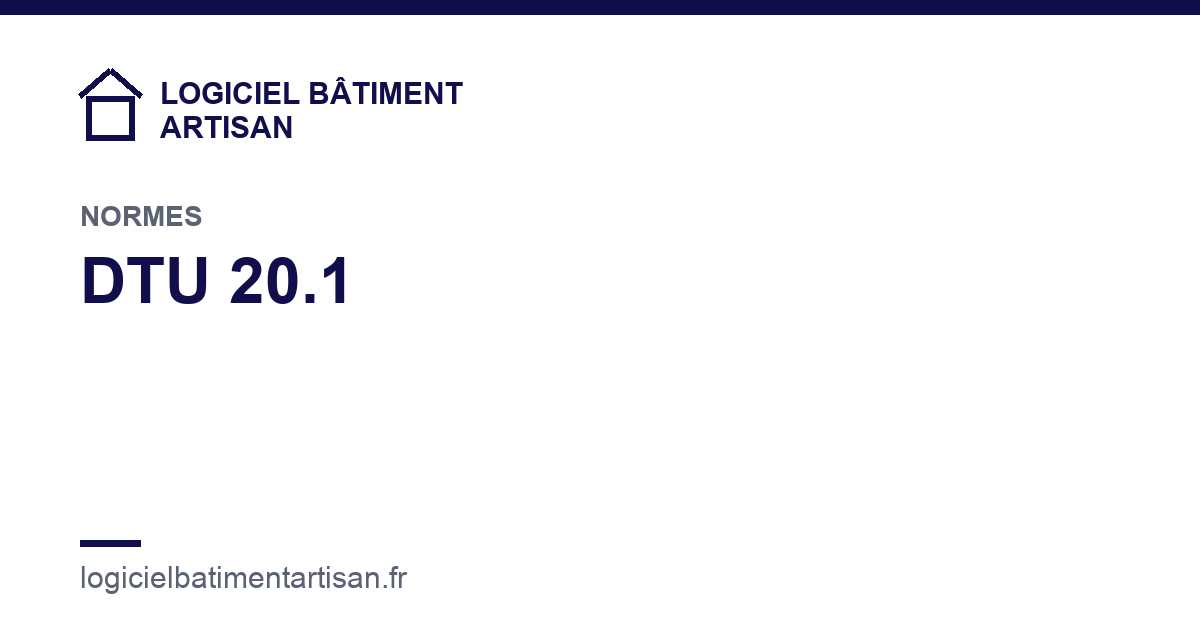 LOGICIEL BÂTIMENT
ARTISAN
NORMES
DTU 20.1
logicielbatimentartisan.fr